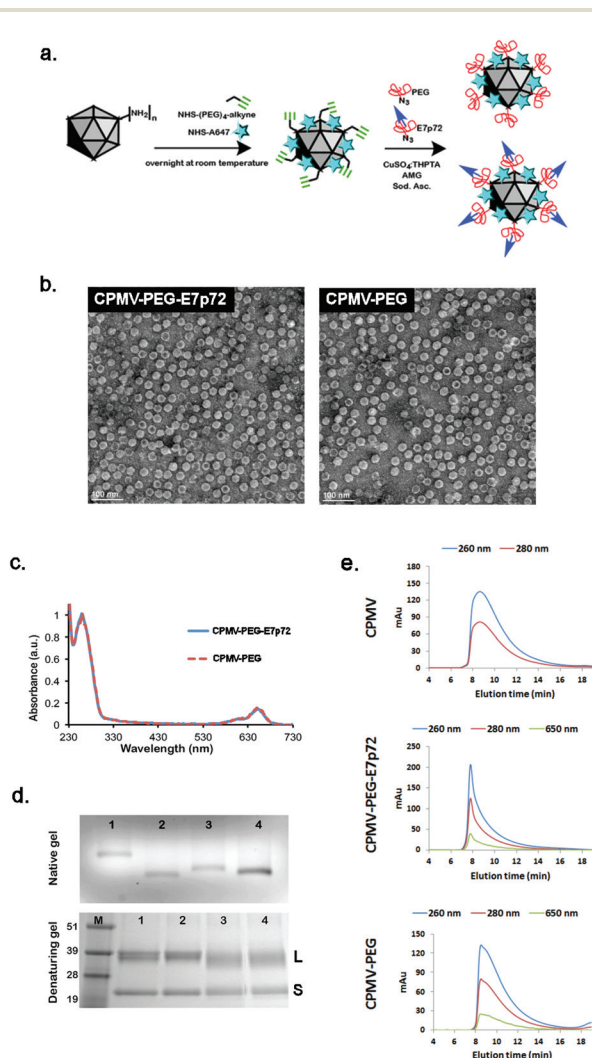 a.
[NH2]n
NHS-(PEG)4-alkyne
NHS-A647
overnight at room temperature
PEG
N3
E7p72
N3
CuSO4:THPTA
AMG
Sod. Asc.
b.
CPMV-PEG-E7p72
CPMV-PEG
100 nm
100 nm
c.
Absorbance (a.u.)
1
0.8
0.6
0.4
0.2
0
230 330 430 530 630 730
Wavelength (nm)
CPMV-PEG-E7p72
CPMV-PEG
d.
Native gel
1 2 3 4
Denaturing gel
M 1 2 3 4
51
39
28
19
L
S
e.
CPMV
260 nm 280 nm
mAu
180
150
120
90
60
30
0
4 6 8 10 12 14 16 18
Elution time (min)
CPMV-PEG-E7p72
260 nm 280 nm 650 nm
mAu
250
200
150
100
50
0
4 6 8 10 12 14 16 18
Elution time (min)
CPMV-PEG
260 nm 280 nm 650 nm
mAu
150
120
90
60
30
0
4 6 8 10 12 14 16 18
Elution time (min)